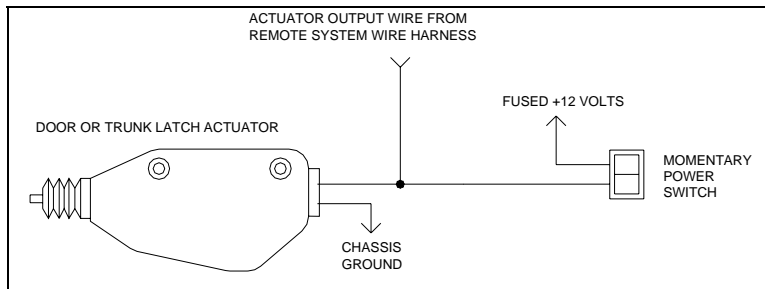 ACTUATOR OUTPUT WIRE FROM
REMOTE SYSTEM WIRE HARNESS
FUSED +12 VOLTS
DOOR OR TRUNK LATCH ACTUATOR
MOMENTARY
POWER
SWITCH
CHASSIS
GROUND